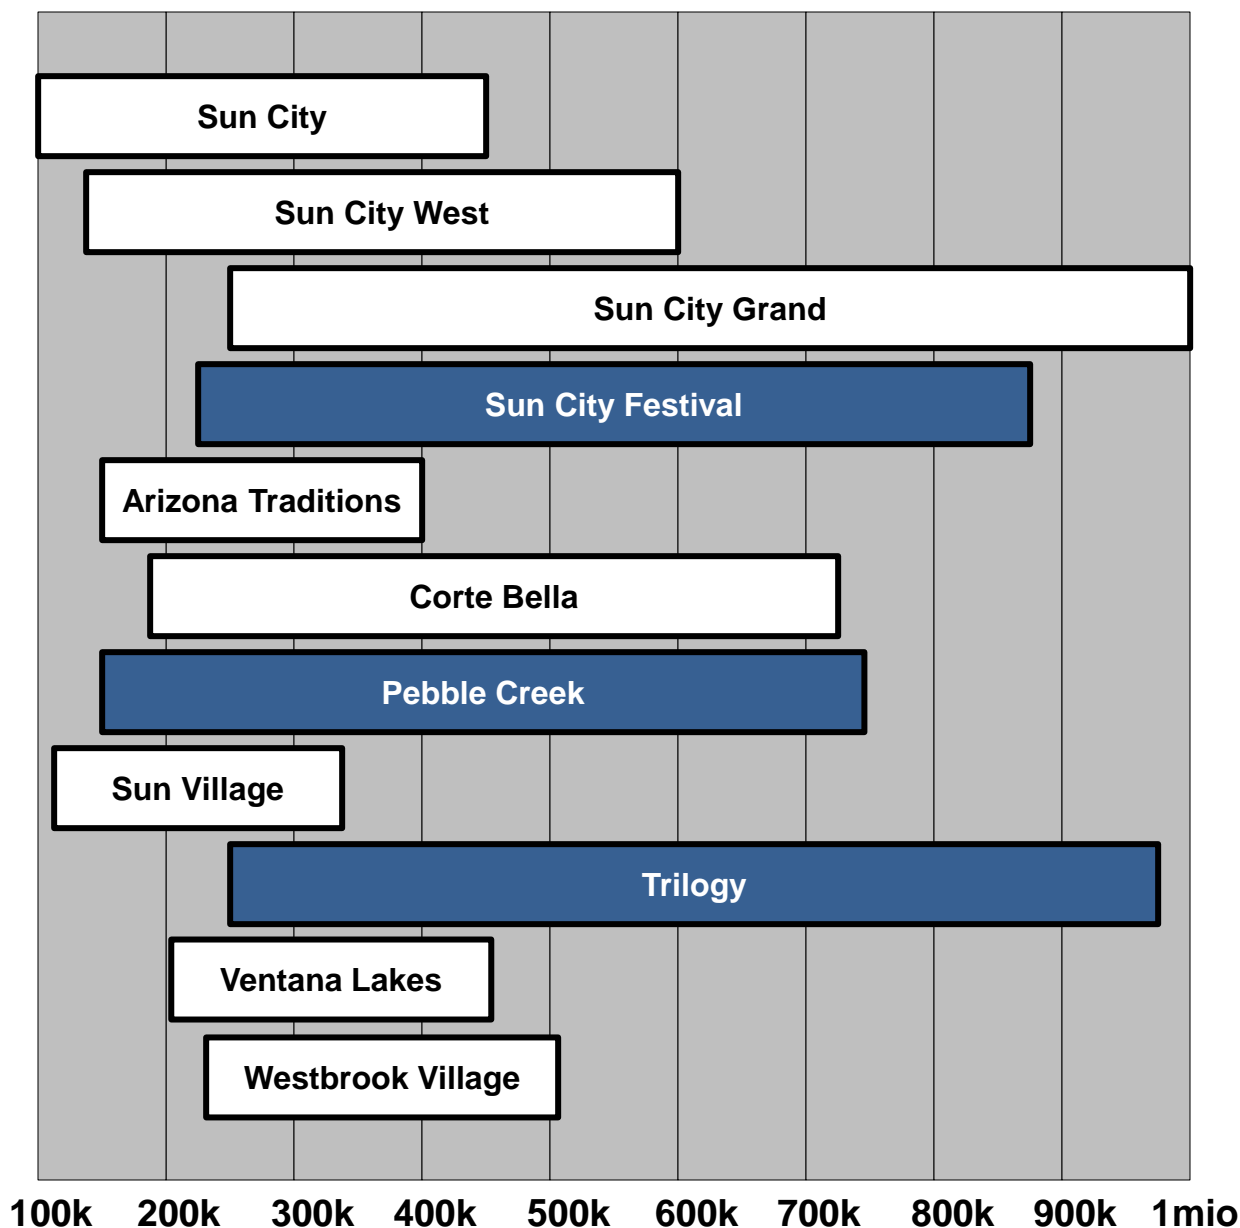 Sun City
Sun City West
Sun City Grand
Sun City Festival
Arizona Traditions
Corte Bella
Pebble Creek
Sun Village
Trilogy
Ventana Lakes
Westbrook Village
100k 200k 300k 400k 500k 600k 700k 800k 900k 1mio